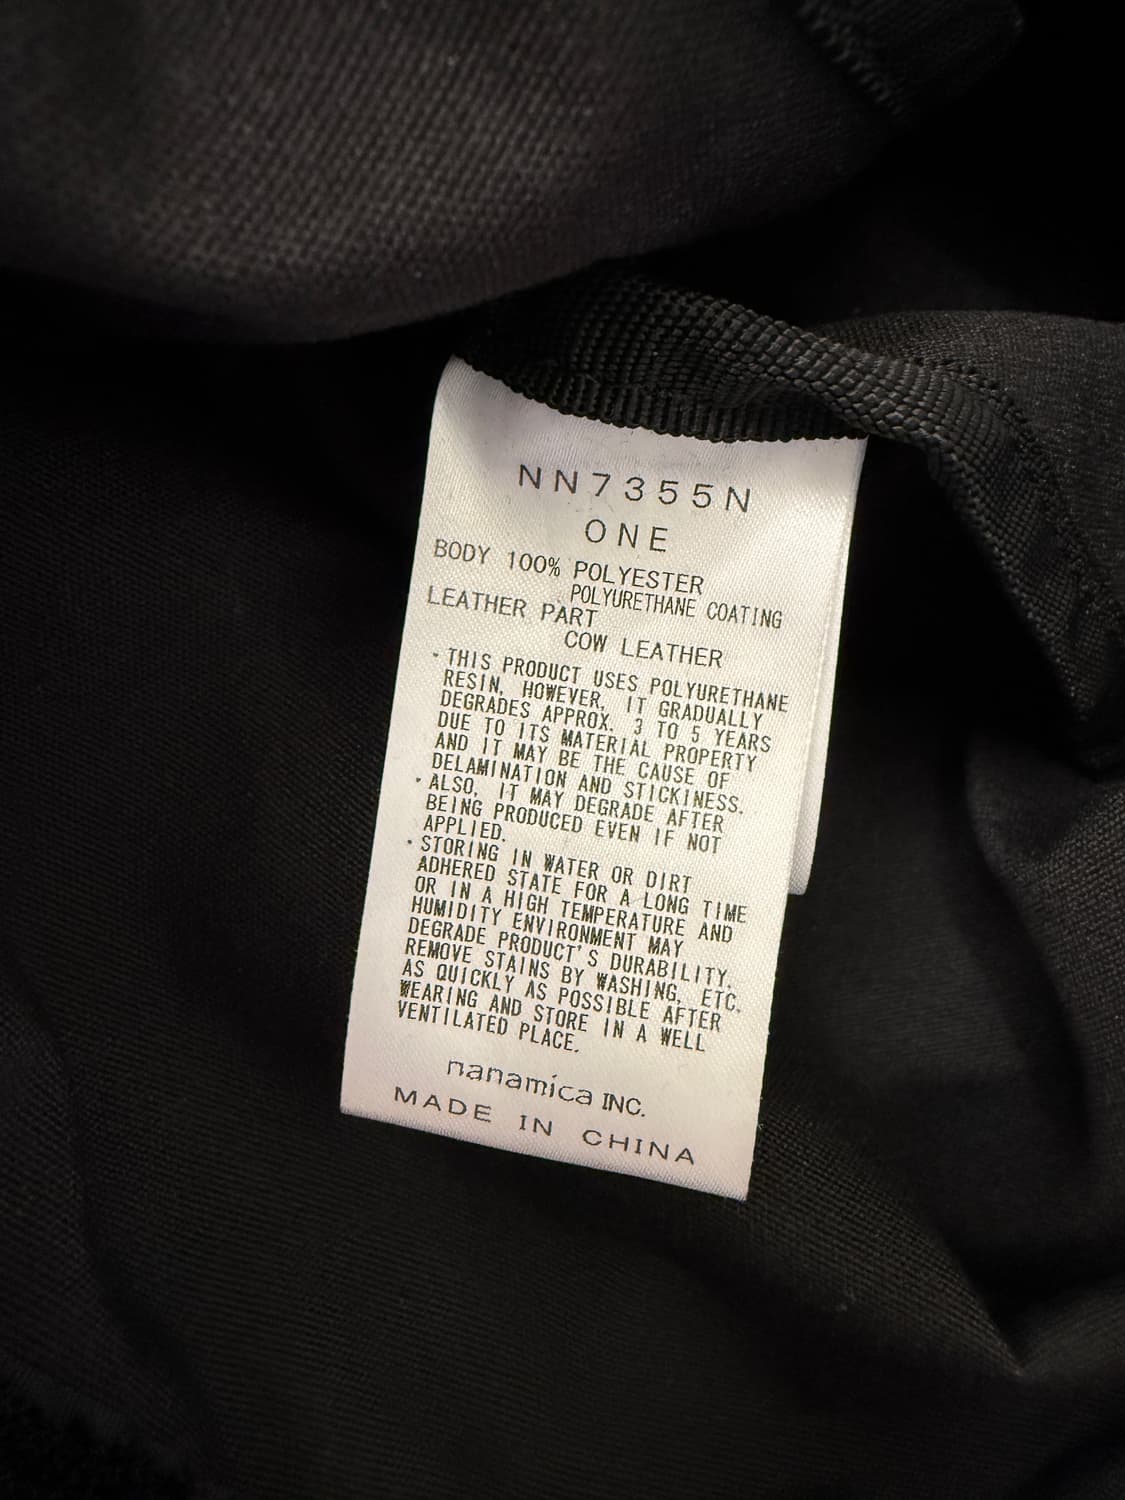 NN7355N
ONE
BODY 100% POLYESTER
POLYURETHANE COATING
LEATHER PART
COW LEATHER
・THIS PRODUCT USES POLYURETHANE
RESIN, HOWEVER, IT GRADUALLY
DEGRADES APPROX. 3 TO 5 YEARS
DUE TO ITS MATERIAL PROPERTY
AND IT MAY BE THE CAUSE OF
DELAMINATION AND STICKINESS.
・ALSO, IT MAY DEGRADE AFTER
BEING PRODUCED EVEN IF NOT
APPLIED.
・STORING IN WATER OR DIRT
ADHERED STATE FOR A LONG TIME
OR IN A HIGH TEMPERATURE AND
HUMIDITY ENVIRONMENT MAY
DEGRADE PRODUCT'S DURABILITY.
REMOVE STAINS BY WASHING, ETC.
AS QUICKLY AS POSSIBLE AFTER
WEARING AND STORE IN A WELL
VENTILATED PLACE.
nanamica INC.
MADE IN CHINA